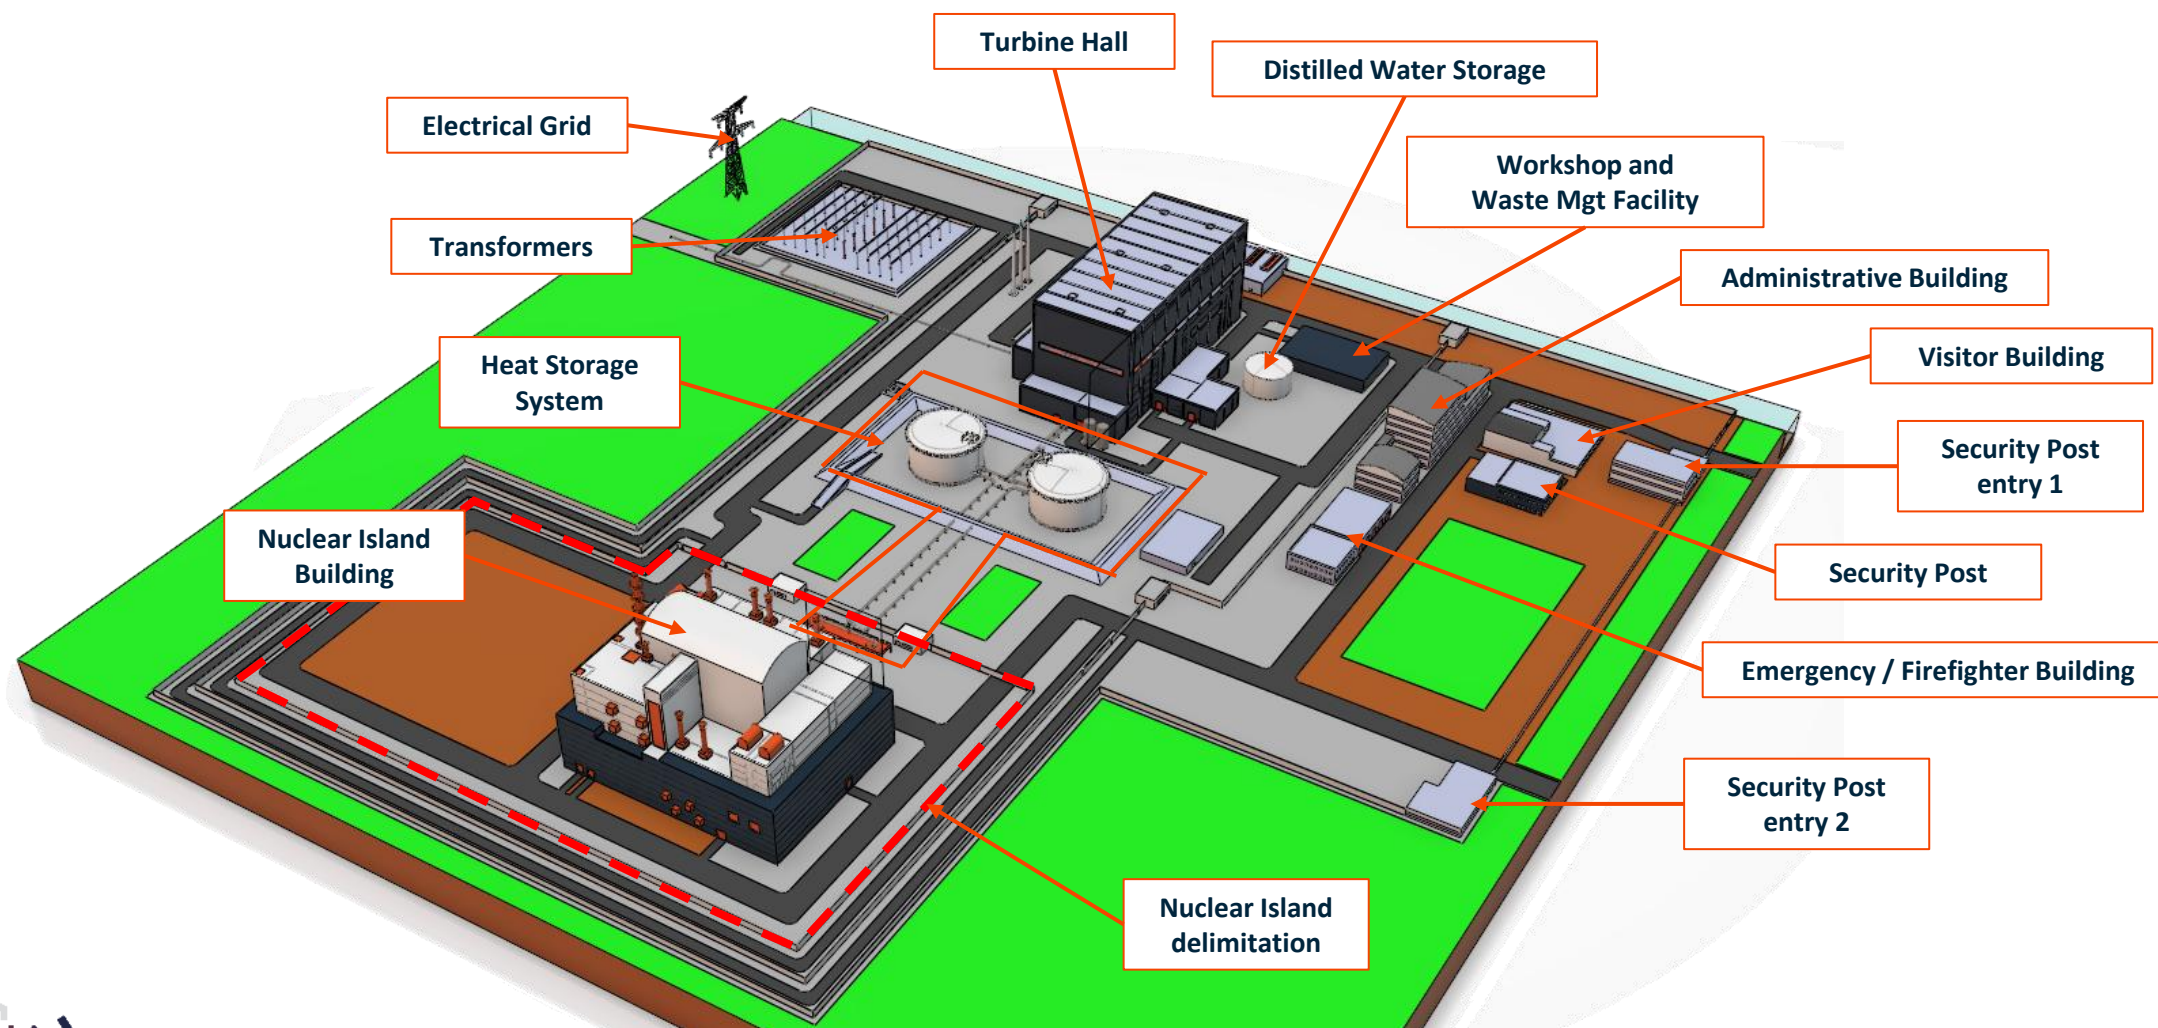 Turbine Hall
Distilled Water Storage
Electrical Grid
Workshop and
Waste Mgt Facility
Transformers
Administrative Building
Heat Storage
System
Visitor Building
Security Post
entry 1
Nuclear Island
Building
Security Post
Emergency / Firefighter Building
Security Post
entry 2
Nuclear Island
delimitation